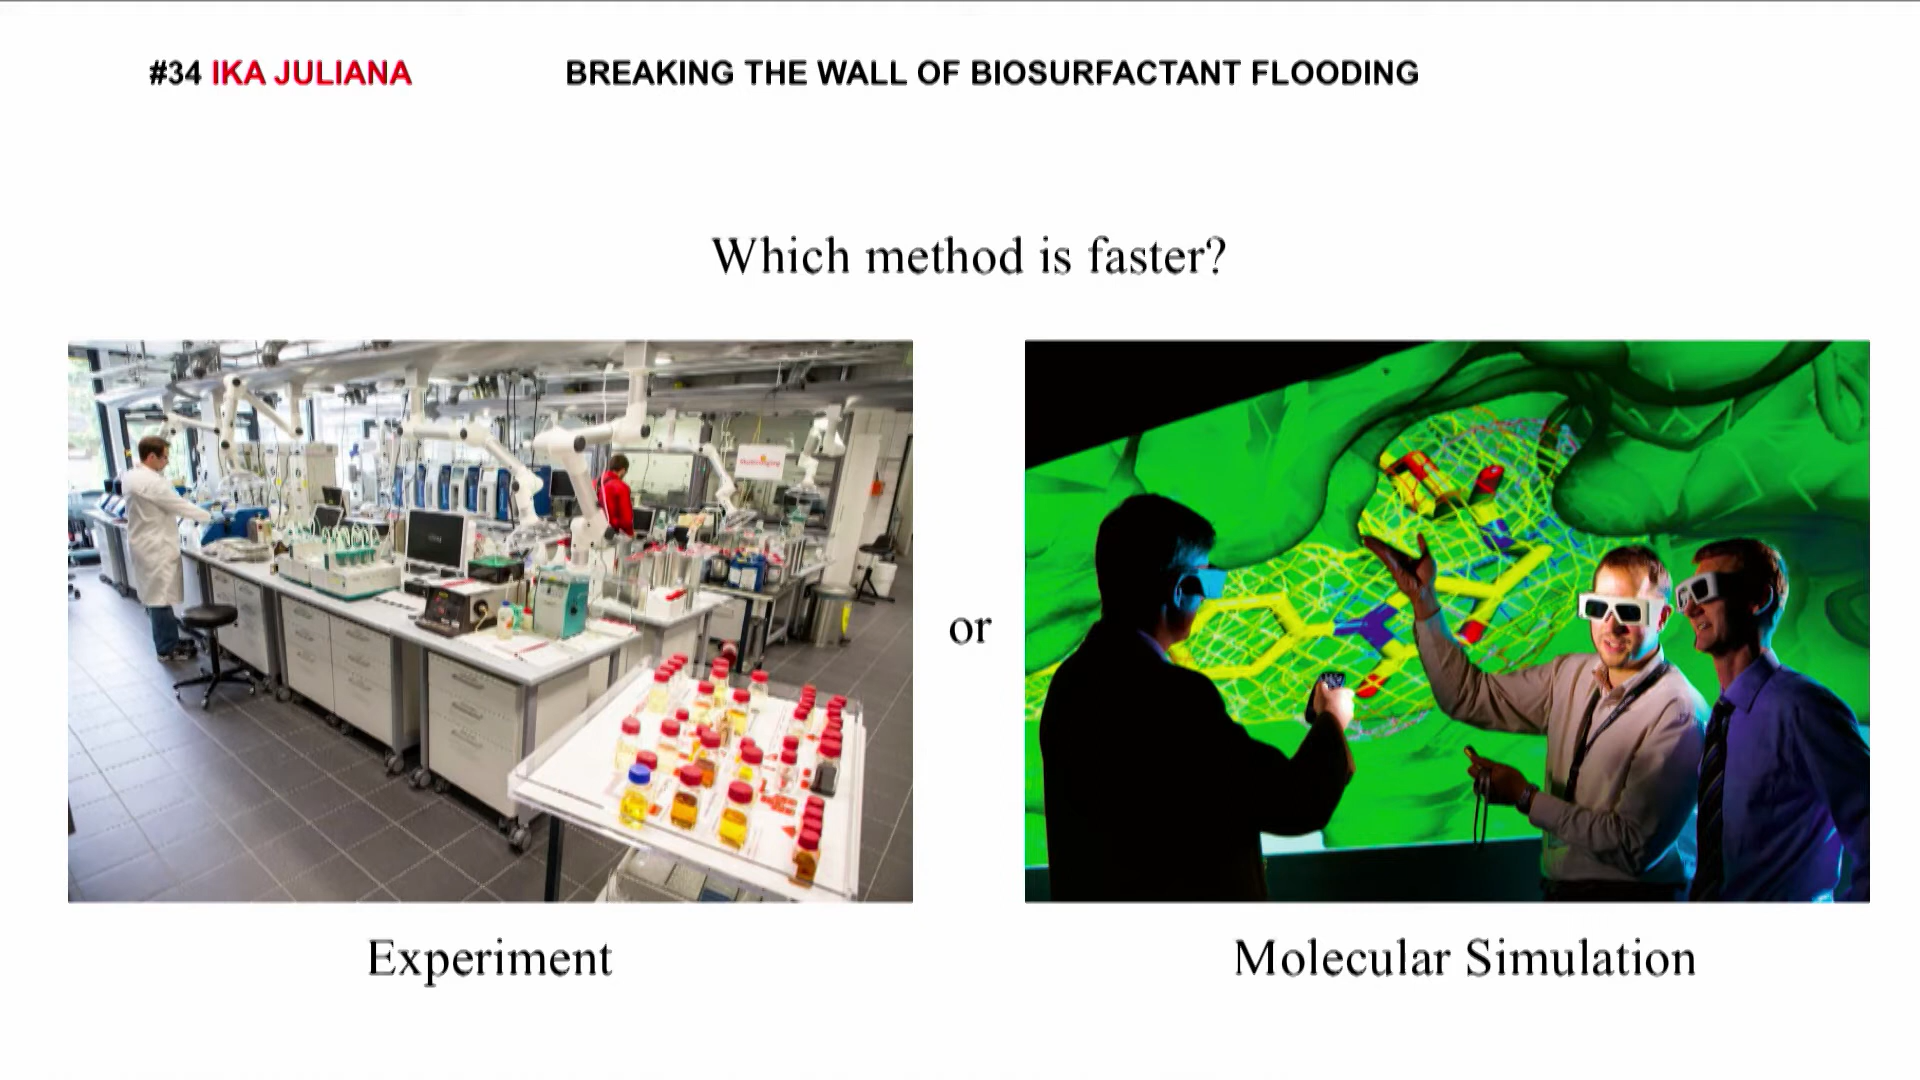 #34 IKA JULIANA
BREAKING THE WALL OF BIOSURFACTANT FLOODING
Which method is faster?
or
Experiment
Molecular Simulation